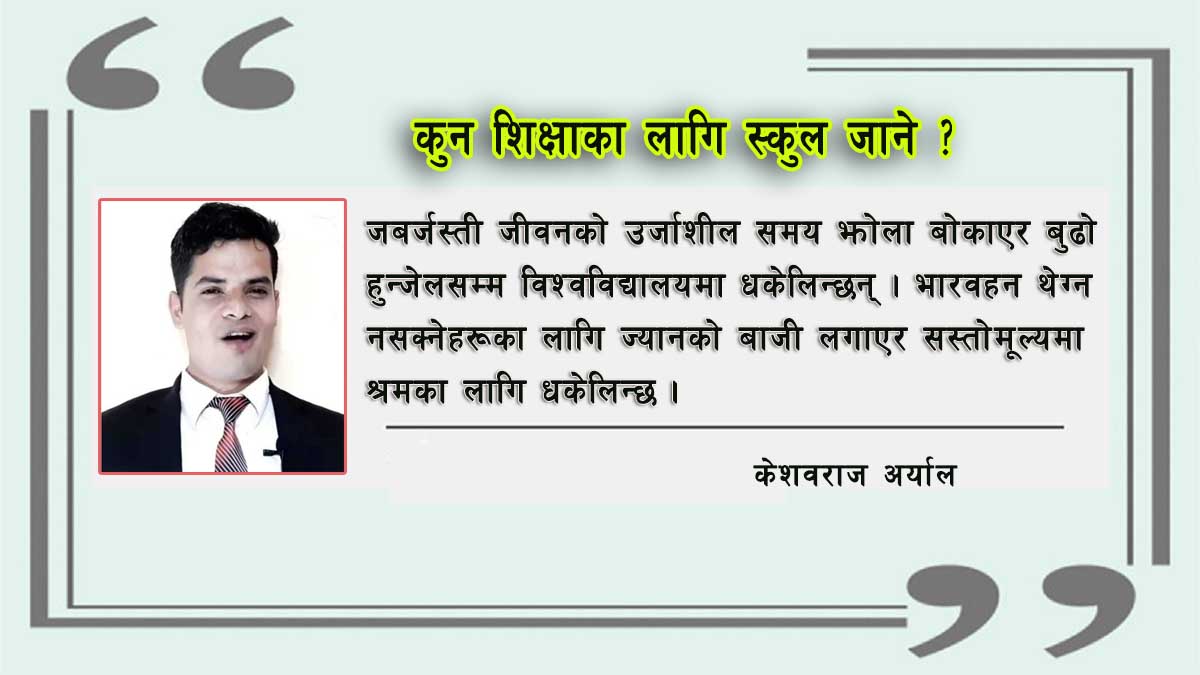 कुन शिक्षाका लागि स्कुल जाने ?
जबर्जस्ती जीवनको उर्जाशील समय झोला बोकाएर बुढो
हुन्जेलसम्म विश्वविद्यालयमा धकेलिन्छन् । भारवहन थेग्न
नसक्नेहरूका लागि ज्यानको बाजी लगाएर सस्तोमूल्यमा
श्रमका लागि धकेलिन्छ ।
केशवराज अर्याल